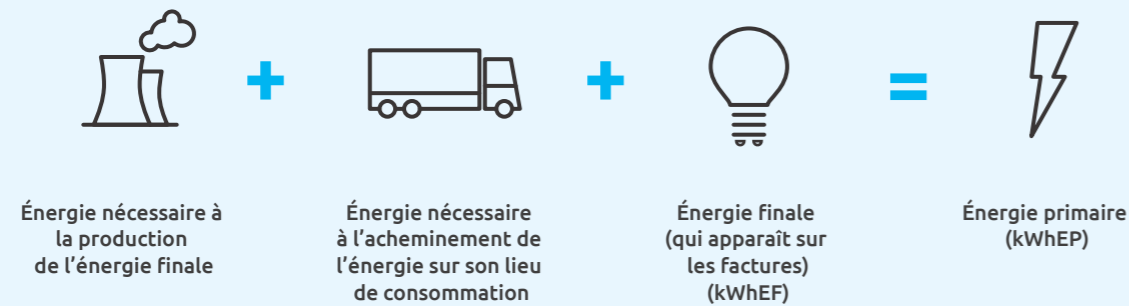 Énergie nécessaire à
la production
de l'énergie finale
Énergie nécessaire
à l'acheminement de
l'énergie sur son lieu
de consommation
Énergie finale
(qui apparaît sur
les factures)
(kWhEF)
Énergie primaire
(kWhEP)